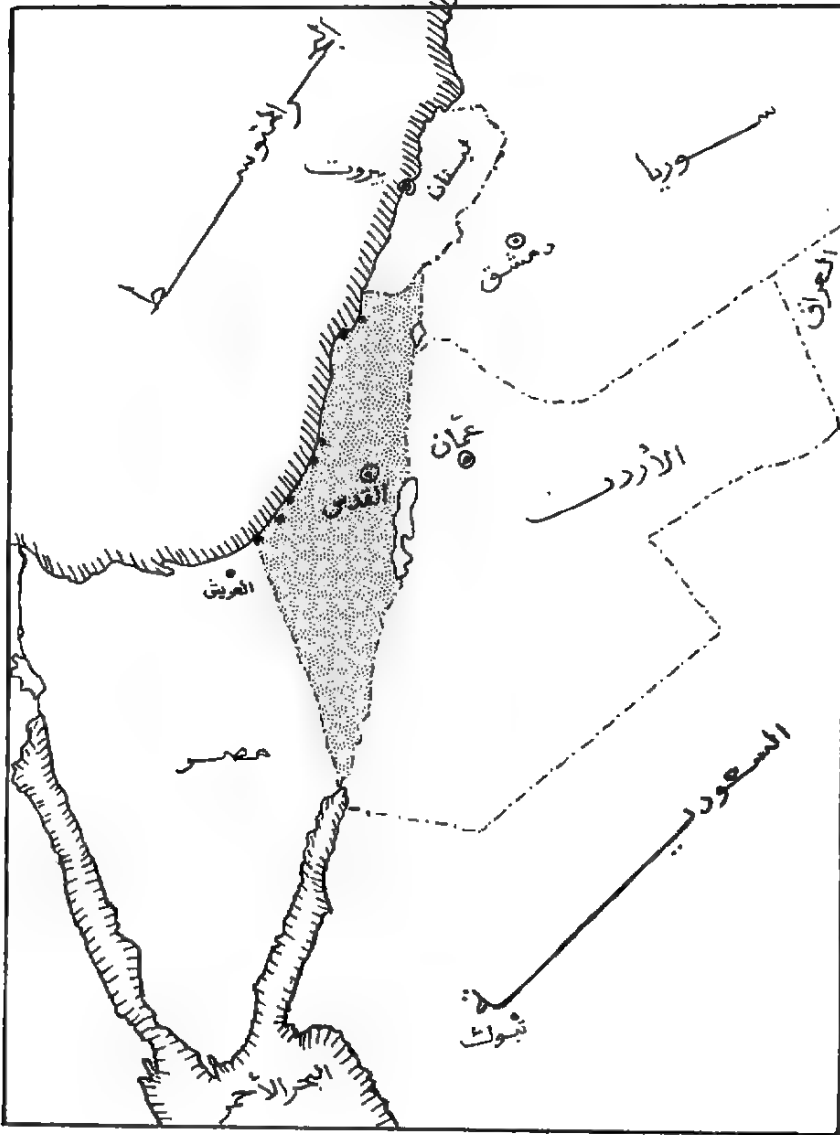 البحر المتوسط
بيروت
لبنان
سوريا
دمشق
العراق
عمّان
الأردن
القدس
العريش
مصر
السعودية
تبوك
البحر الأحمر